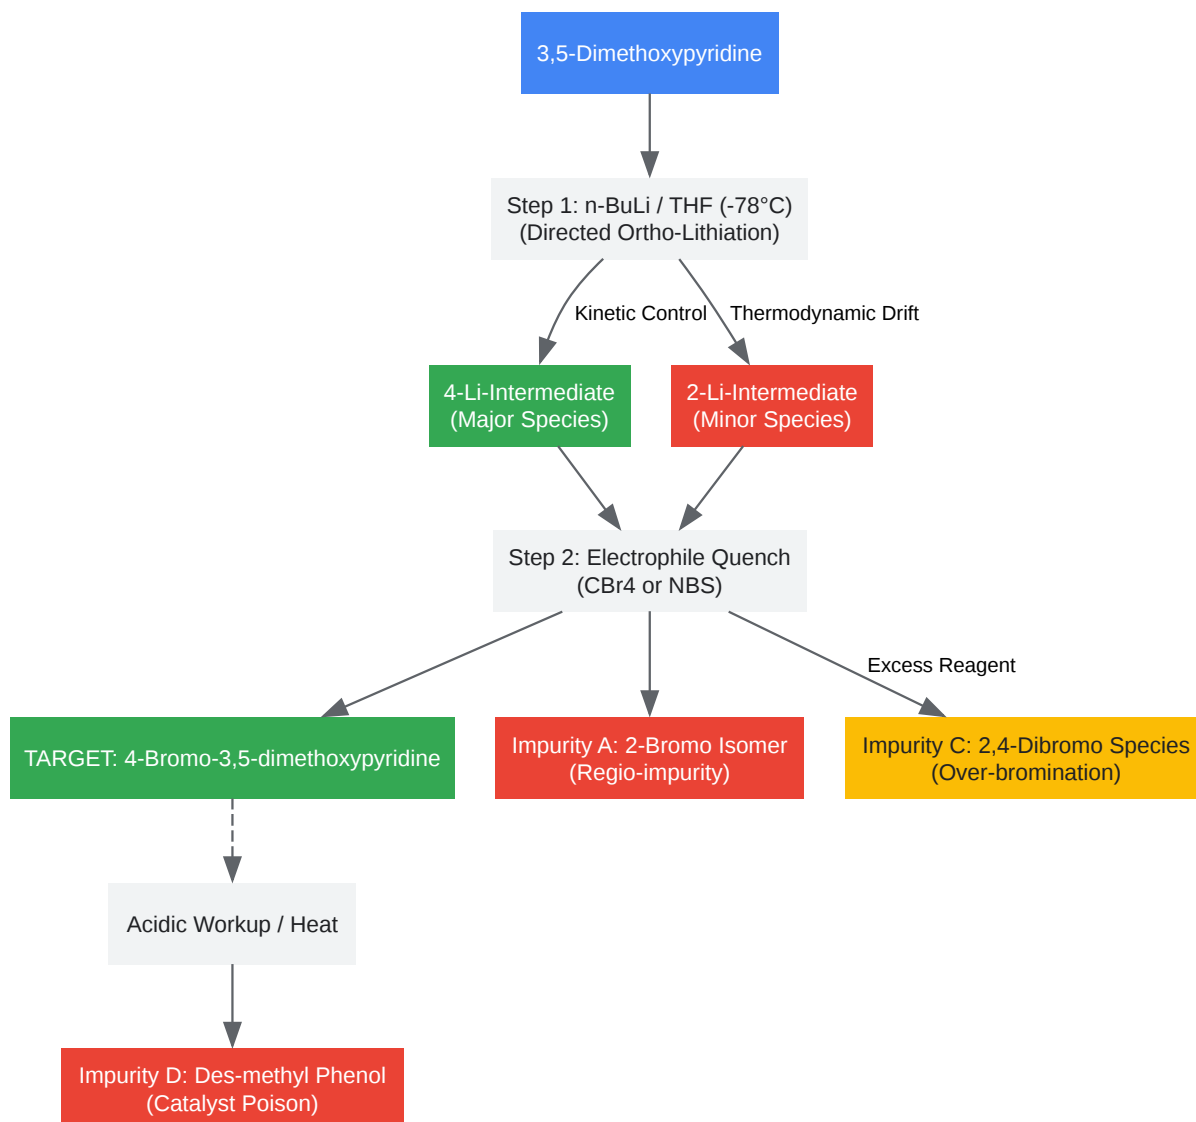 3,5-Dimethoxypyridine
Step 1: n-BuLi / THF (-78°C)
(Directed Ortho-Lithiation)
Kinetic Control
Thermodynamic Drift
4-Li-Intermediate
(Major Species)
2-Li-Intermediate
(Minor Species)
Step 2: Electrophile Quench
(CBr4 or NBS)
Excess Reagent
TARGET: 4-Bromo-3,5-dimethoxypyridine
Impurity A: 2-Bromo Isomer
(Regio-impurity)
Impurity C: 2,4-Dibromo Species
(Over-bromination)
Acidic Workup / Heat
Impurity D: Des-methyl Phenol
(Catalyst Poison)